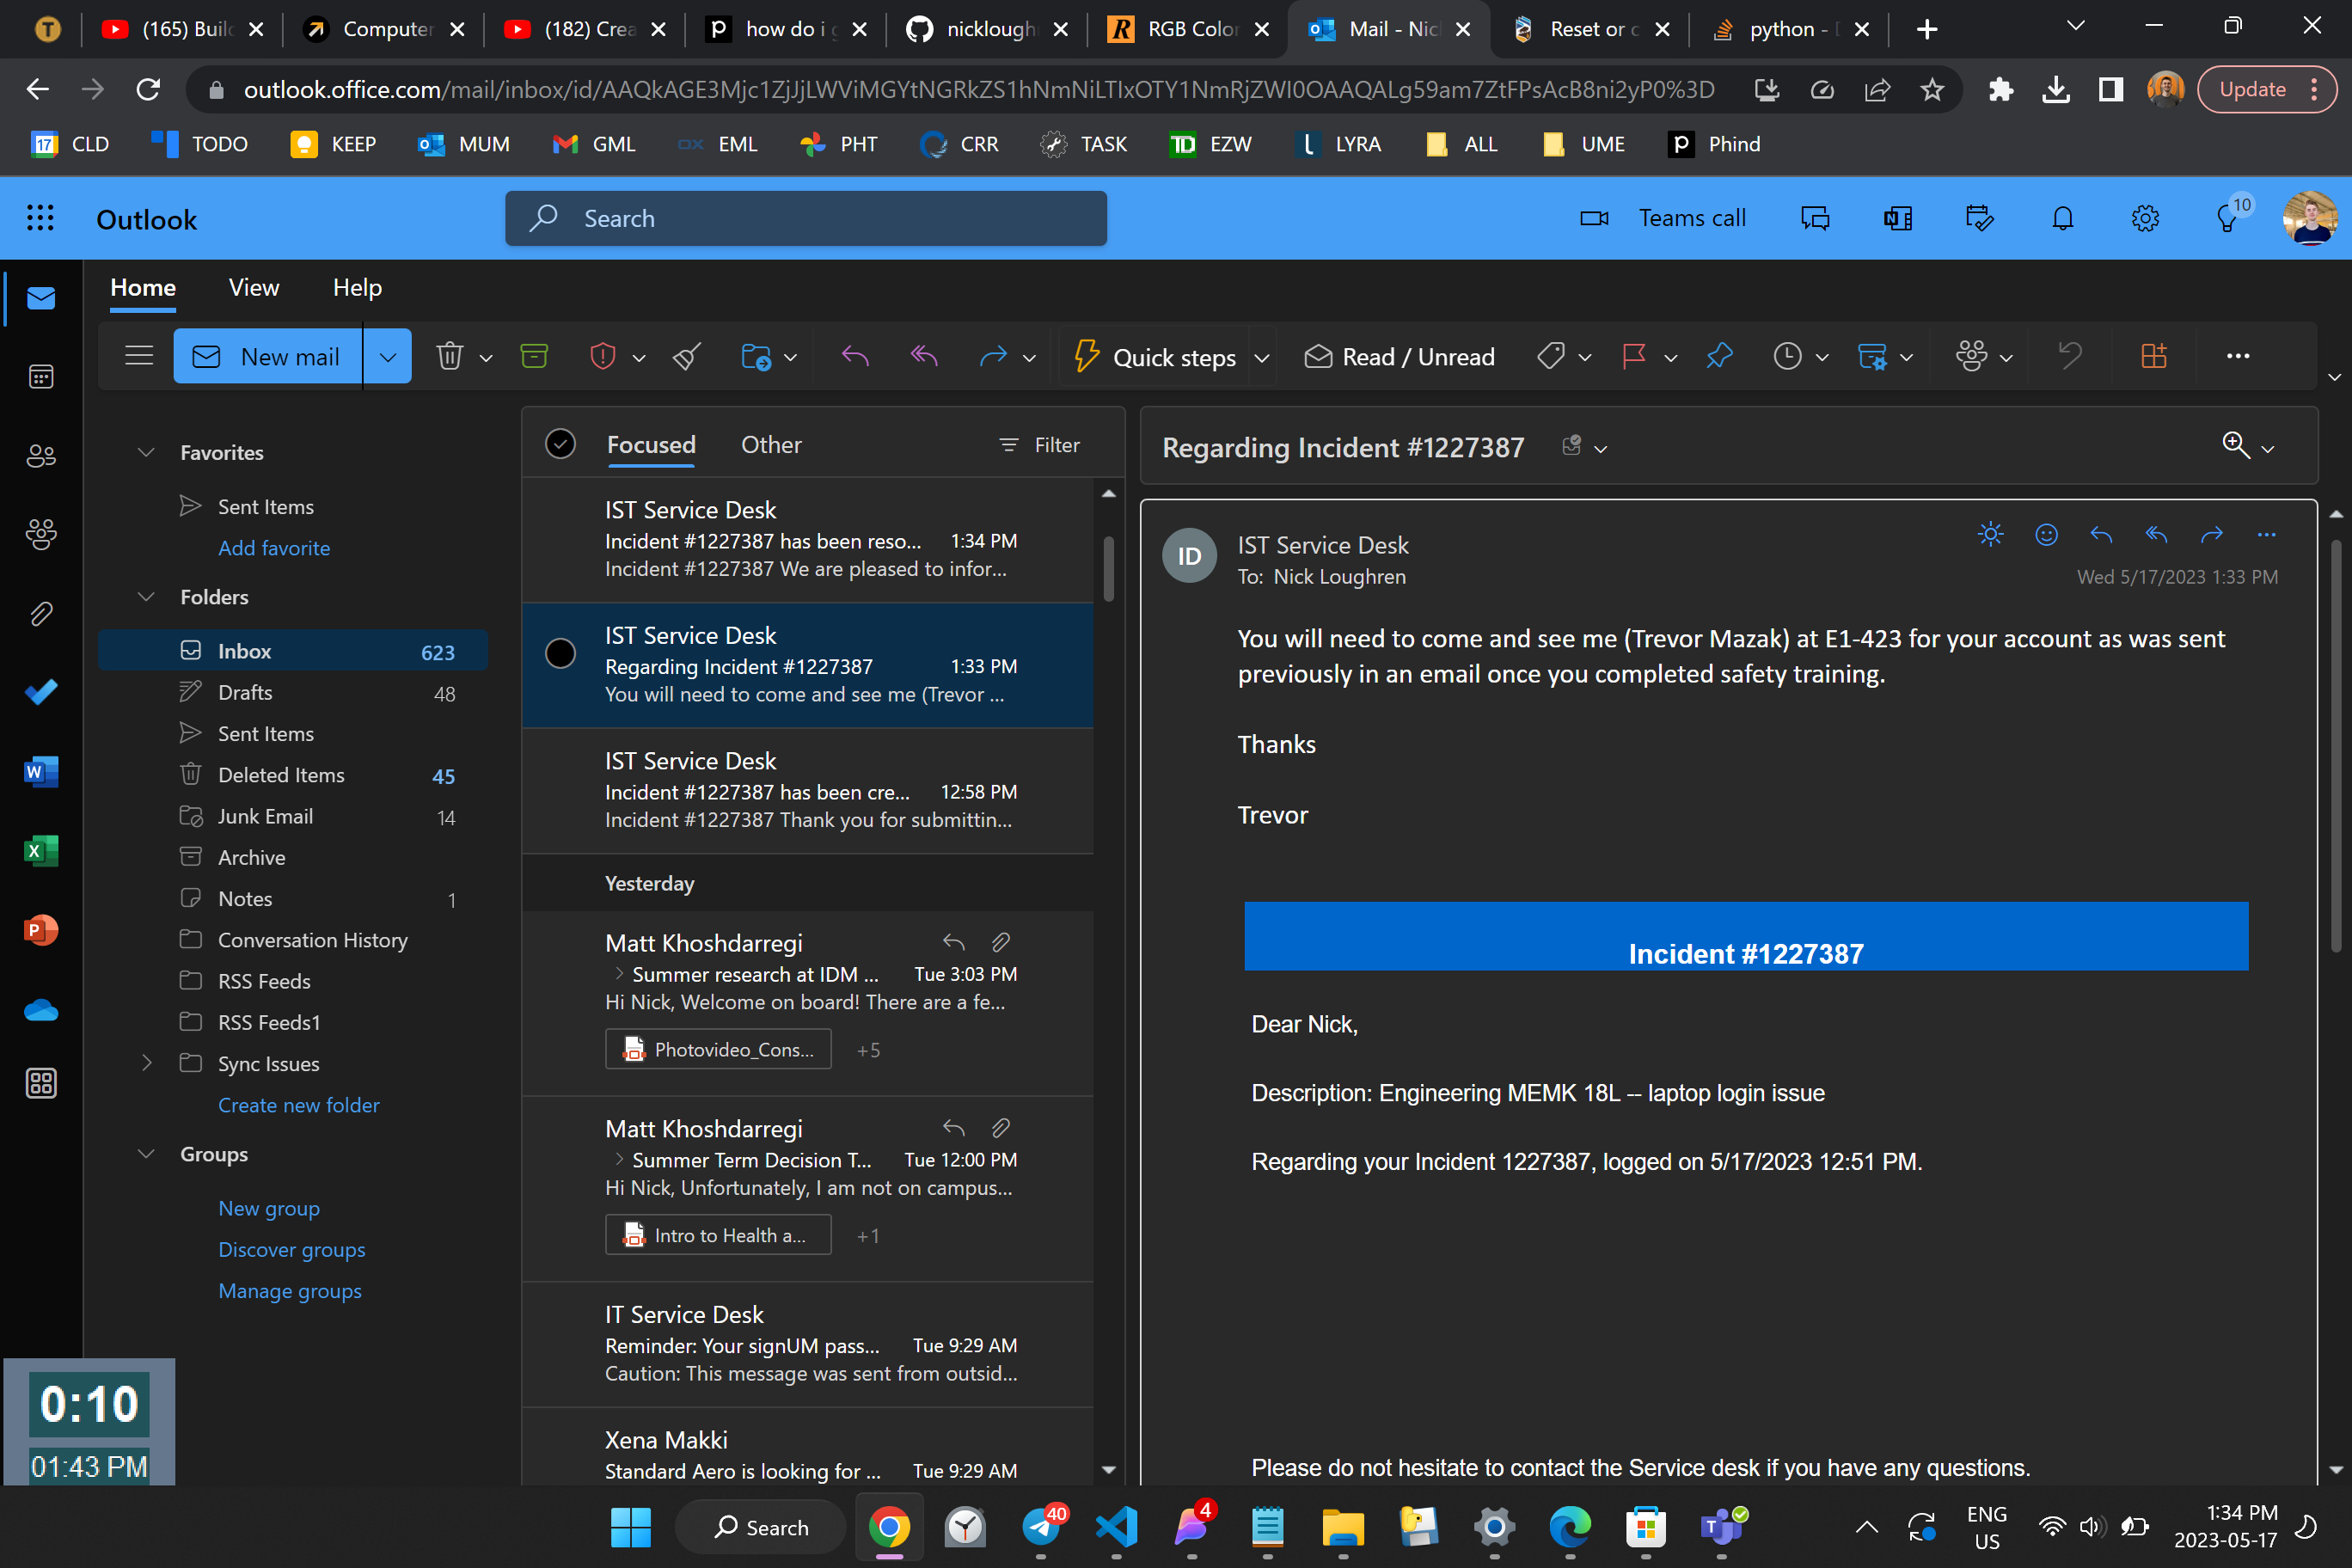 (165) Buil
Computer
(182) Crea
how do i g
nicklough
RGB Color
Mail - Nic
Reset or c
python -
outlook.office.com/mail/inbox/id/AAQkAGE3Mjc1ZjJjLWViMGYtNGRkZS1hNmNiLTIxOTY1NmRjZWI0OAAQALg59am7ZtFPsAcB8ni2yP0%3D
Update
CLD
TODO
KEEP
MUM
GML
EML
PHT
CRR
TASK
EZW
LYRA
ALL
UME
Phind
Outlook
Search
Teams call
10
Home
View
Help
New mail
Quick steps
Read / Unread
Favorites
Sent Items
Add favorite
Folders
Inbox 623
Drafts 48
Sent Items
Deleted Items 45
Junk Email 14
Archive
Notes 1
Conversation History
RSS Feeds
RSS Feeds1
Sync Issues
Create new folder
Groups
New group
Discover groups
Manage groups
0:10
01:43 PM
Focused
Other
Filter
IST Service Desk
Incident #1227387 has been reso... 1:34 PM
Incident #1227387 We are pleased to infor...
IST Service Desk
Regarding Incident #1227387 1:33 PM
You will need to come and see me (Trevor ...
IST Service Desk
Incident #1227387 has been cre... 12:58 PM
Incident #1227387 Thank you for submittin...
Yesterday
Matt Khoshdarregi
Summer research at IDM ... Tue 3:03 PM
Hi Nick, Welcome on board! There are a fe...
Photovideo_Cons... +5
Matt Khoshdarregi
Summer Term Decision T... Tue 12:00 PM
Hi Nick, Unfortunately, I am not on campus...
Intro to Health a... +1
IT Service Desk
Reminder: Your signUM pass... Tue 9:29 AM
Caution: This message was sent from outsid...
Xena Makki
Standard Aero is looking for ... Tue 9:29 AM
Regarding Incident #1227387
ID
IST Service Desk
To: Nick Loughren
Wed 5/17/2023 1:33 PM
You will need to come and see me (Trevor Mazak) at E1-423 for your account as was sent
previously in an email once you completed safety training.
Thanks
Trevor
Incident #1227387
Dear Nick,
Description: Engineering MEMK 18L -- laptop login issue
Regarding your Incident 1227387, logged on 5/17/2023 12:51 PM.
Please do not hesitate to contact the Service desk if you have any questions.
Search
40
4
ENG
US
1:34 PM
2023-05-17